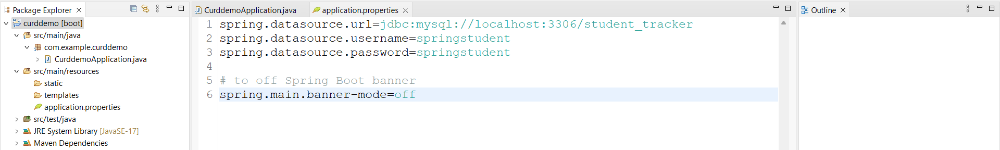 Package Explorer
curddemo [boot]
src/main/java
com.example.curddemo
CurddemoApplication.java
src/main/resources
static
templates
application.properties
src/test/java
JRE System Library [JavaSE-17]
Maven Dependencies
CurddemoApplication.java
application.properties
1 spring.datasource.url=jdbc:mysql://localhost:3306/student_tracker
2 spring.datasource.username=springstudent
3 spring.datasource.password=springstudent
4
5 # to off Spring Boot banner
6 spring.main.banner-mode=off
Outline